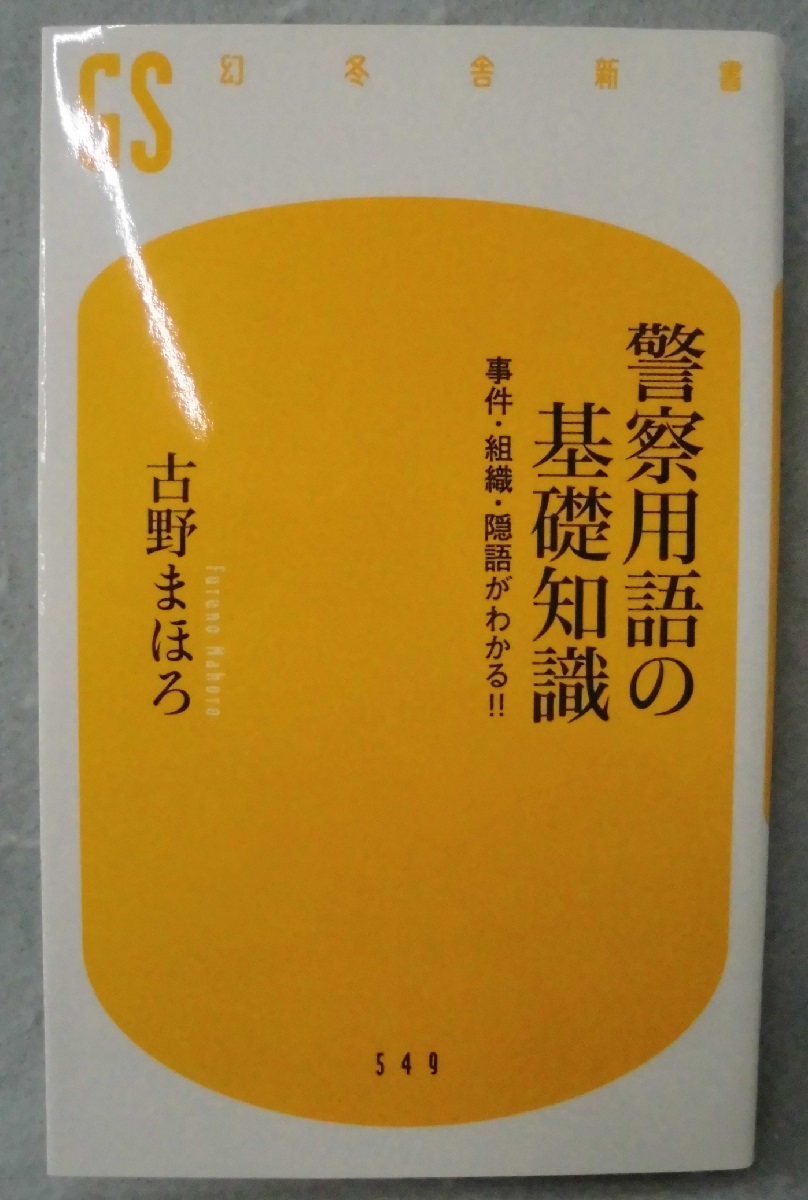 GS
幻冬舎新書
警察用語の
基礎知識
事件・組織・隠語がわかる!!
古野まほろ
Furuno Mahoro
549